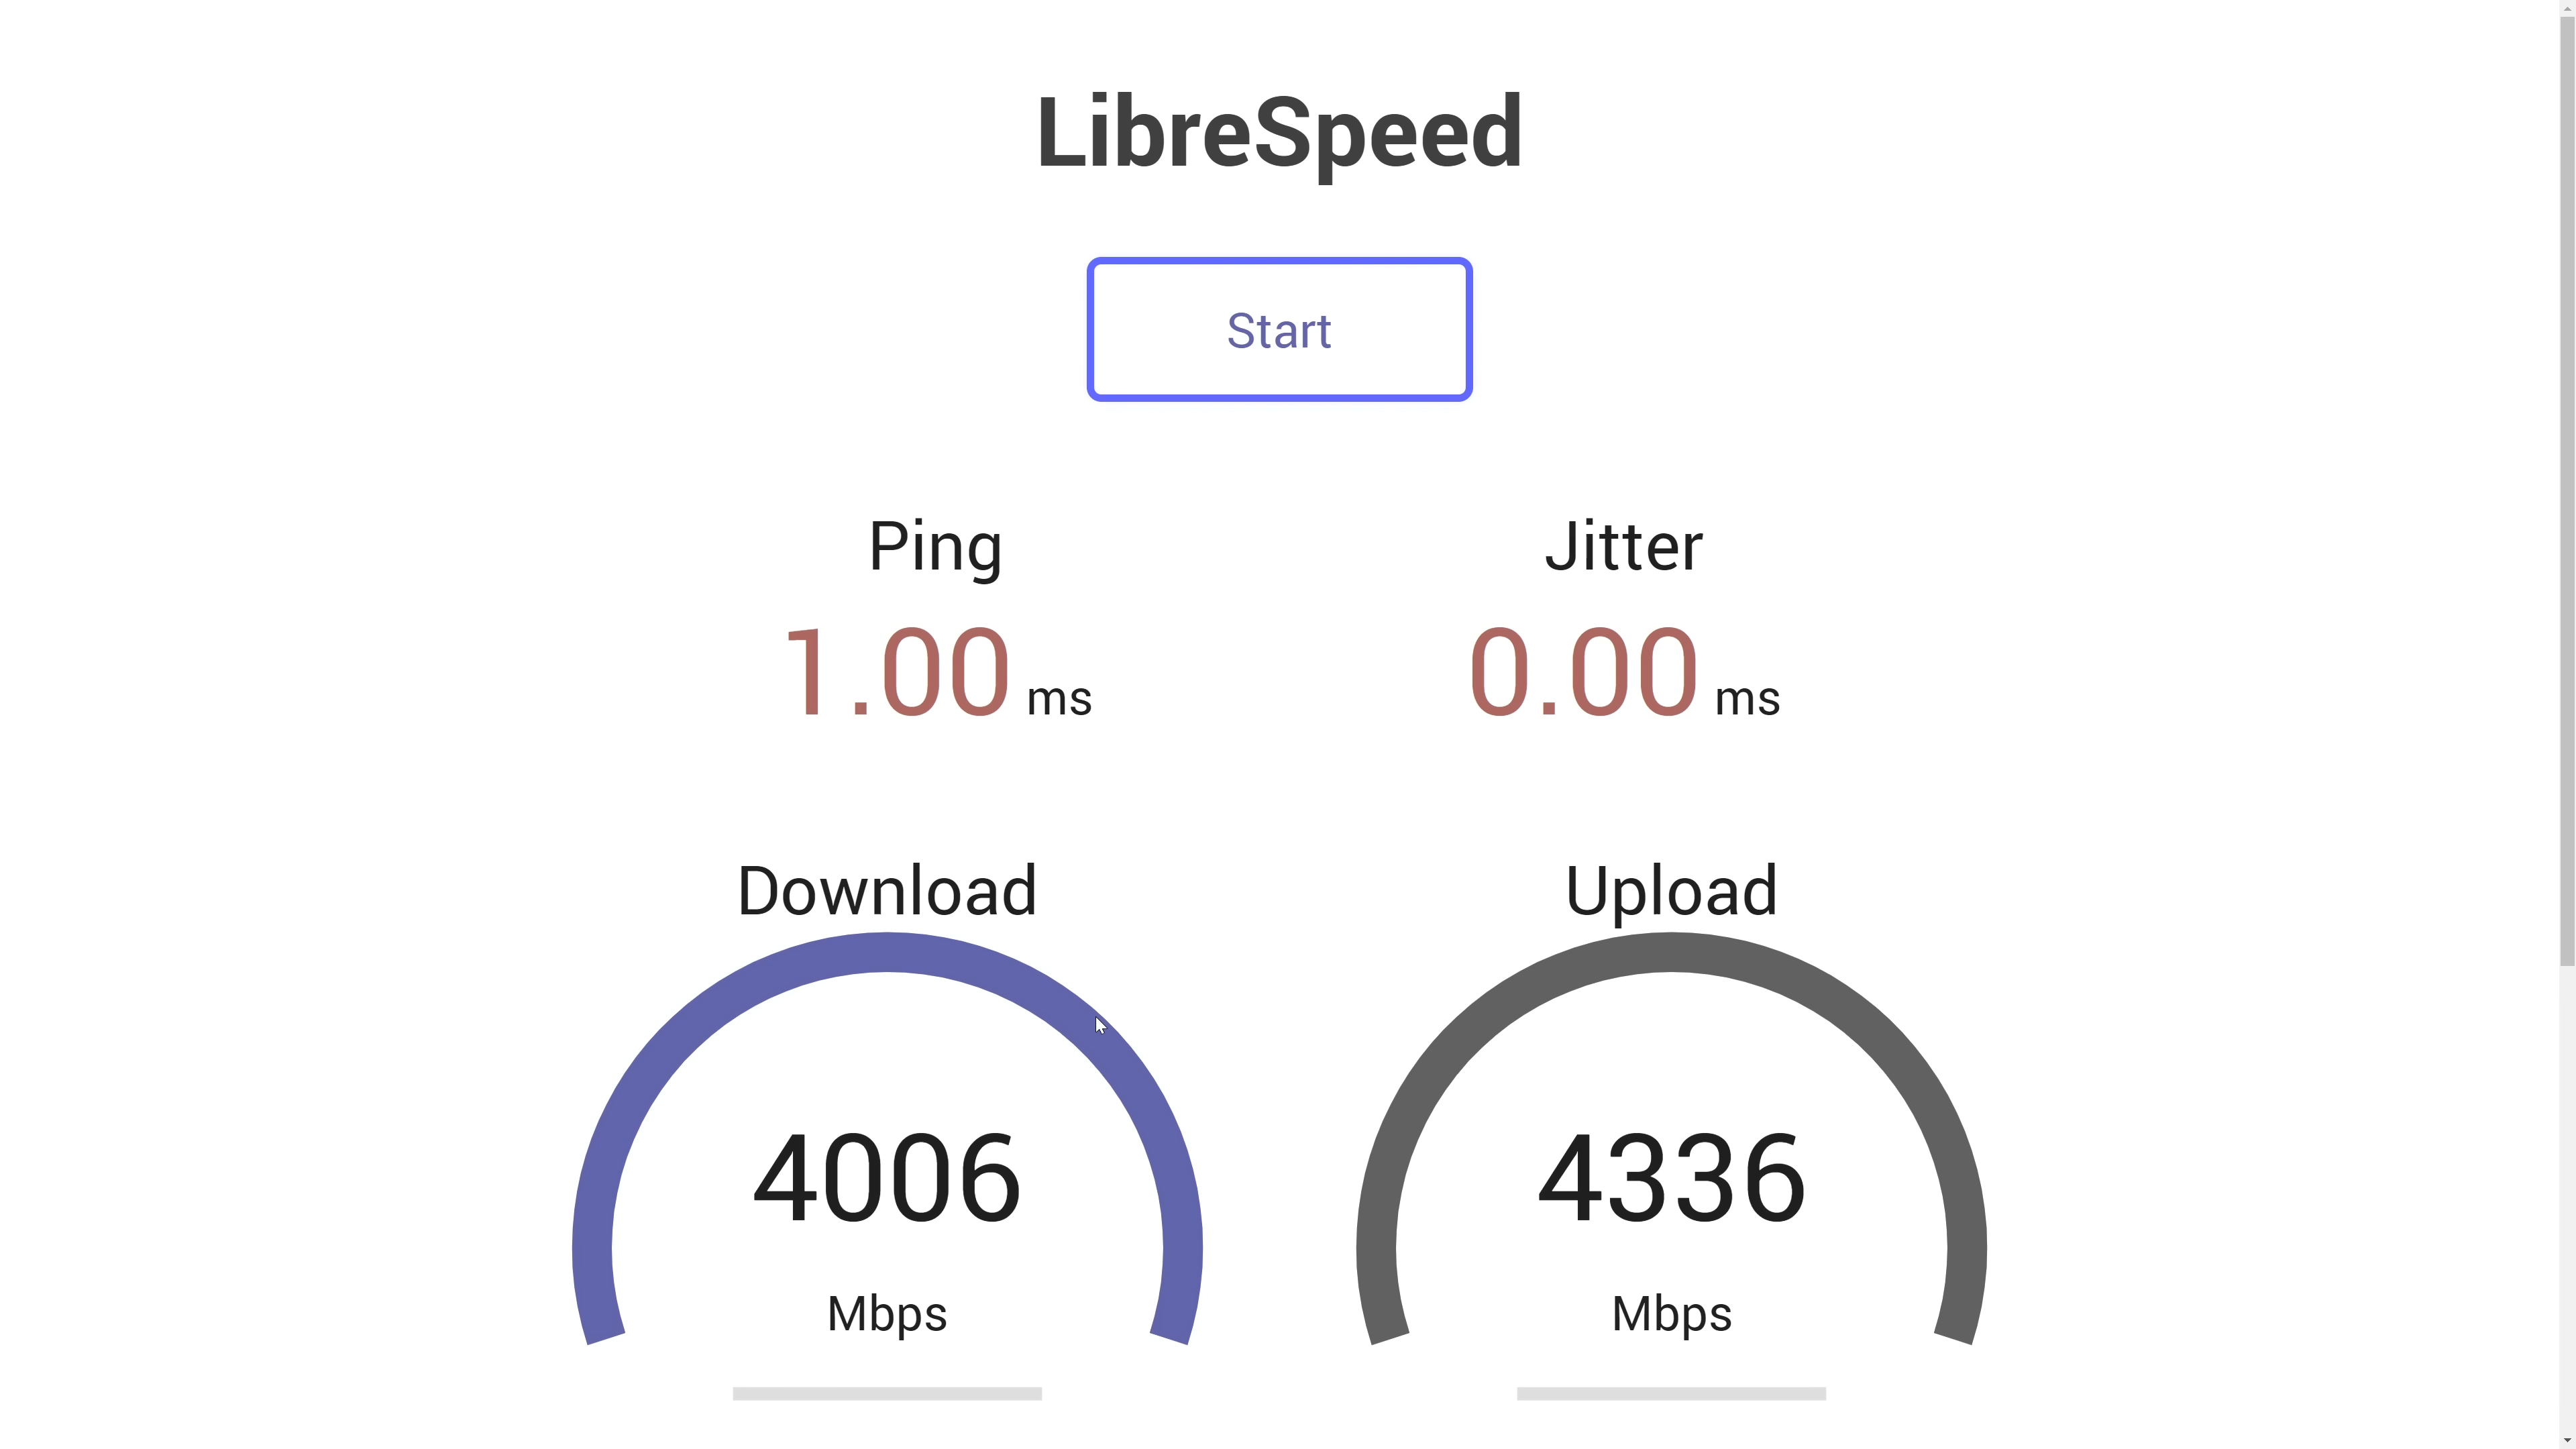 LibreSpeed
Start
Ping
Jitter
1.00 ms
0.00 ms
Download
Upload
4006
4336
Mbps
Mbps